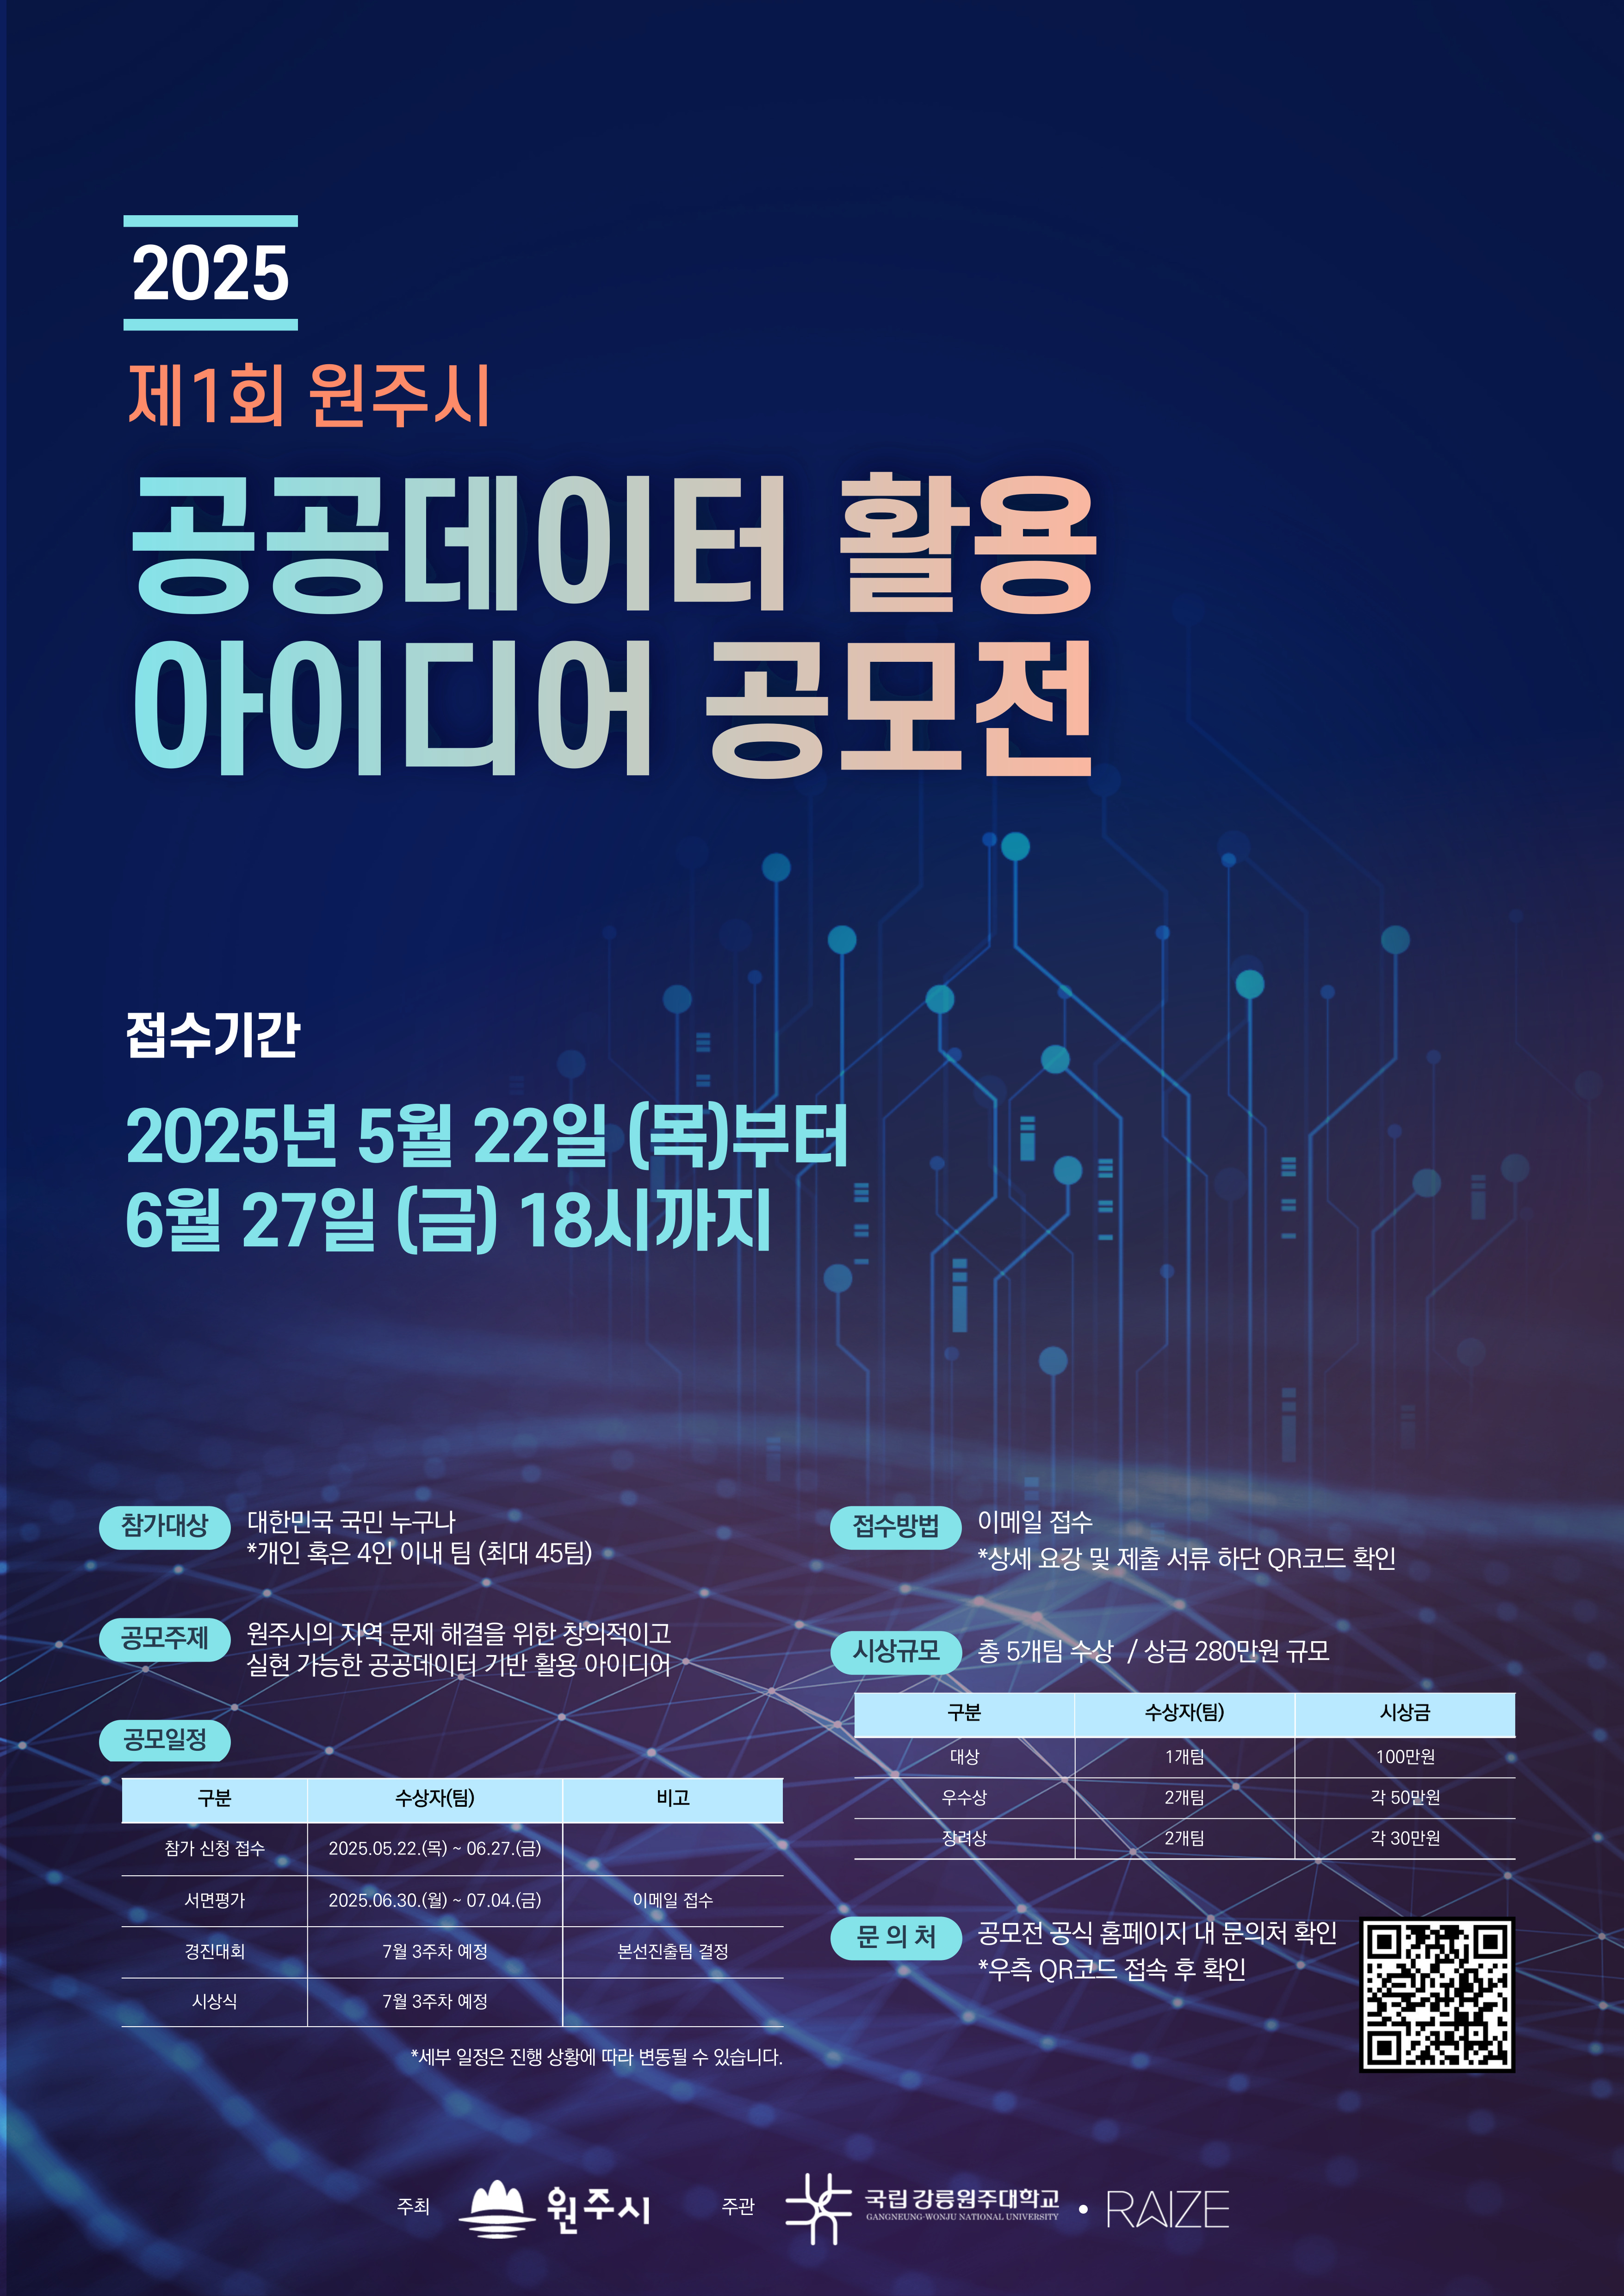 2025
제1회 원주시
공공데이터 활용
아이디어 공모전
접수기간
2025년 5월 22일 (목)부터
6월 27일 (금) 18시까지
참가대상
대한민국 국민 누구나
*개인 혹은 4인 이내 팀 (최대 45팀)
공모주제
원주시의 지역 문제 해결을 위한 창의적이고
실현 가능한 공공데이터 기반 활용 아이디어
공모일정
구분 수상자(팀) 비고
참가 신청 접수 2025.05.22.(목) ~ 06.27.(금)
서면평가 2025.06.30.(월) ~ 07.04.(금) 이메일 접수
경진대회 7월 3주차 예정 본선진출팀 결정
시상식 7월 3주차 예정
*세부 일정은 진행 상황에 따라 변동될 수 있습니다.
접수방법
이메일 접수
*상세 요강 및 제출 서류 하단 QR코드 확인
시상규모
총 5개팀 수상 / 상금 280만원 규모
구분 수상자(팀) 시상금
대상 1개팀 100만원
우수상 2개팀 각 50만원
장려상 2개팀 각 30만원
문 의 처
공모전 공식 홈페이지 내 문의처 확인
*우측 QR코드 접속 후 확인
주최 원주시 주관 국립강릉원주대학교 • RAIZE
GANGNEUNG-WONJU NATIONAL UNIVERSITY